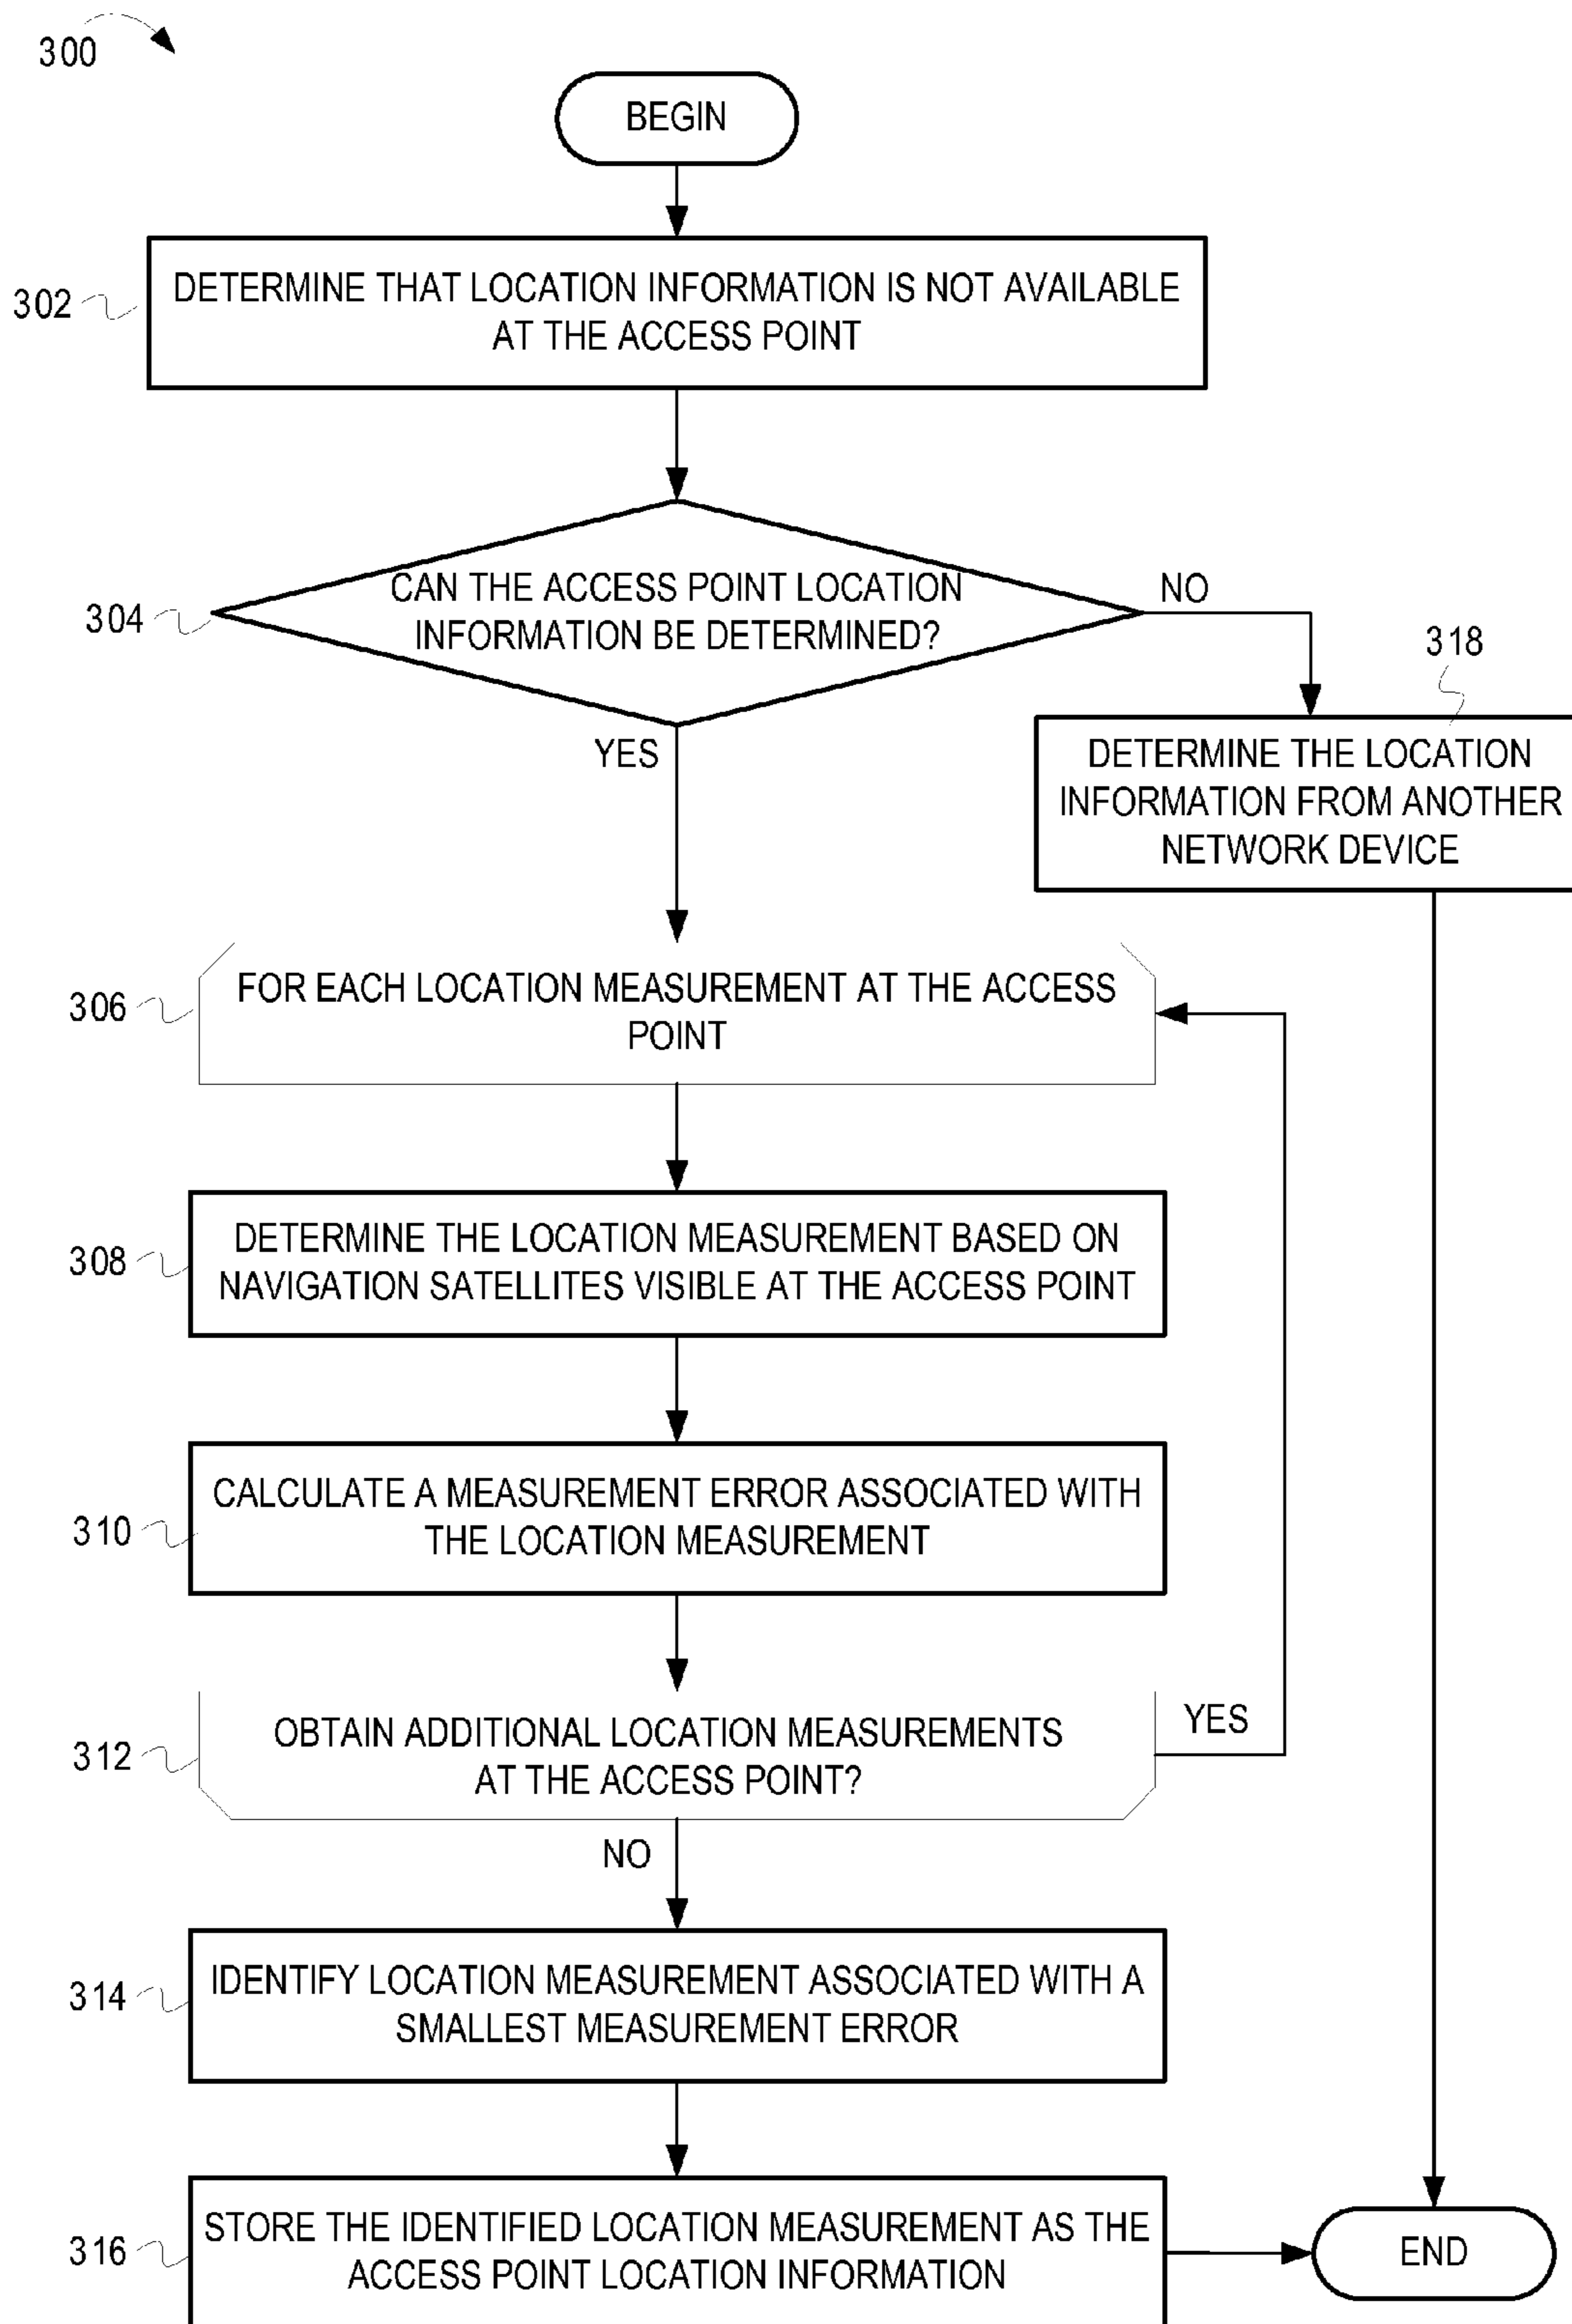 300
BEGIN
302
DETERMINE THAT LOCATION INFORMATION IS NOT AVAILABLE
AT THE ACCESS POINT
304
CAN THE ACCESS POINT LOCATION
INFORMATION BE DETERMINED?
NO
YES
318
DETERMINE THE LOCATION
INFORMATION FROM ANOTHER
NETWORK DEVICE
306
FOR EACH LOCATION MEASUREMENT AT THE ACCESS
POINT
308
DETERMINE THE LOCATION MEASUREMENT BASED ON
NAVIGATION SATELLITES VISIBLE AT THE ACCESS POINT
310
CALCULATE A MEASUREMENT ERROR ASSOCIATED WITH
THE LOCATION MEASUREMENT
312
OBTAIN ADDITIONAL LOCATION MEASUREMENTS
AT THE ACCESS POINT?
YES
NO
314
IDENTIFY LOCATION MEASUREMENT ASSOCIATED WITH A
SMALLEST MEASUREMENT ERROR
316
STORE THE IDENTIFIED LOCATION MEASUREMENT AS THE
ACCESS POINT LOCATION INFORMATION
END